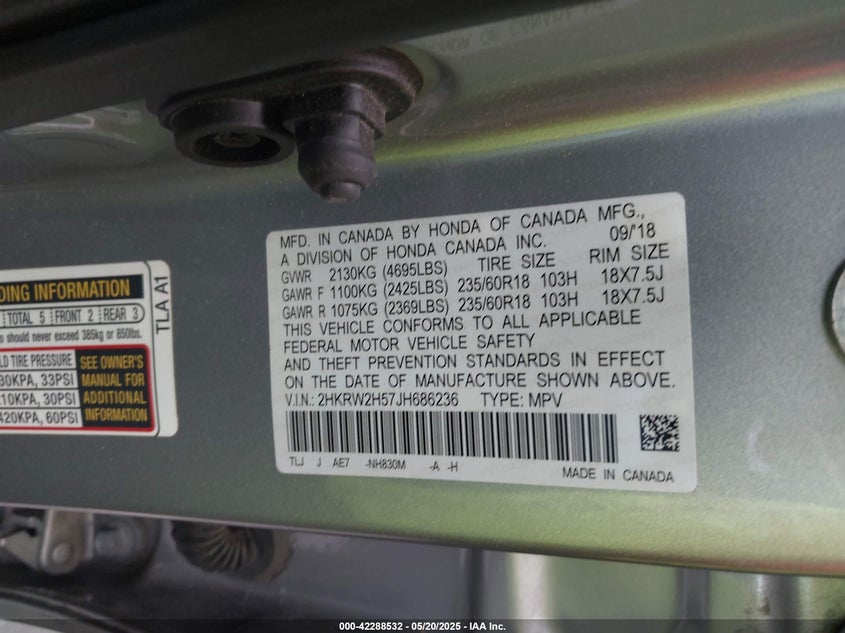 MFD. IN CANADA BY HONDA OF CANADA MFG.,
A DIVISION OF HONDA CANADA INC. 09/'18
GVWR 2130KG (4695LBS) TIRE SIZE RIM SIZE
GAWR F 1100KG (2425LBS) 235/60R18 103H 18X7.5J
GAWR R 1075KG (2369LBS) 235/60R18 103H 18X7.5J
THIS VEHICLE CONFORMS TO ALL APPLICABLE
FEDERAL MOTOR VEHICLE SAFETY
AND THEFT PREVENTION STANDARDS IN EFFECT
ON THE DATE OF MANUFACTURE SHOWN ABOVE.
V.I.N.: 2HKRW2H57JH686236 TYPE: MPV
TLJ J AE7 -NH830M -A -H
MADE IN CANADA
DING INFORMATION
TOTAL 5 FRONT 2 REAR 3
o should never exceed 385kg or 850lbs.
LD TIRE PRESSURE
30KPA, 33PSI
10KPA, 30PSI
420KPA, 60PSI
SEE OWNER'S
MANUAL FOR
ADDITIONAL
INFORMATION
TLA A1
000-42288532 - 05/20/2025 - IAA Inc.